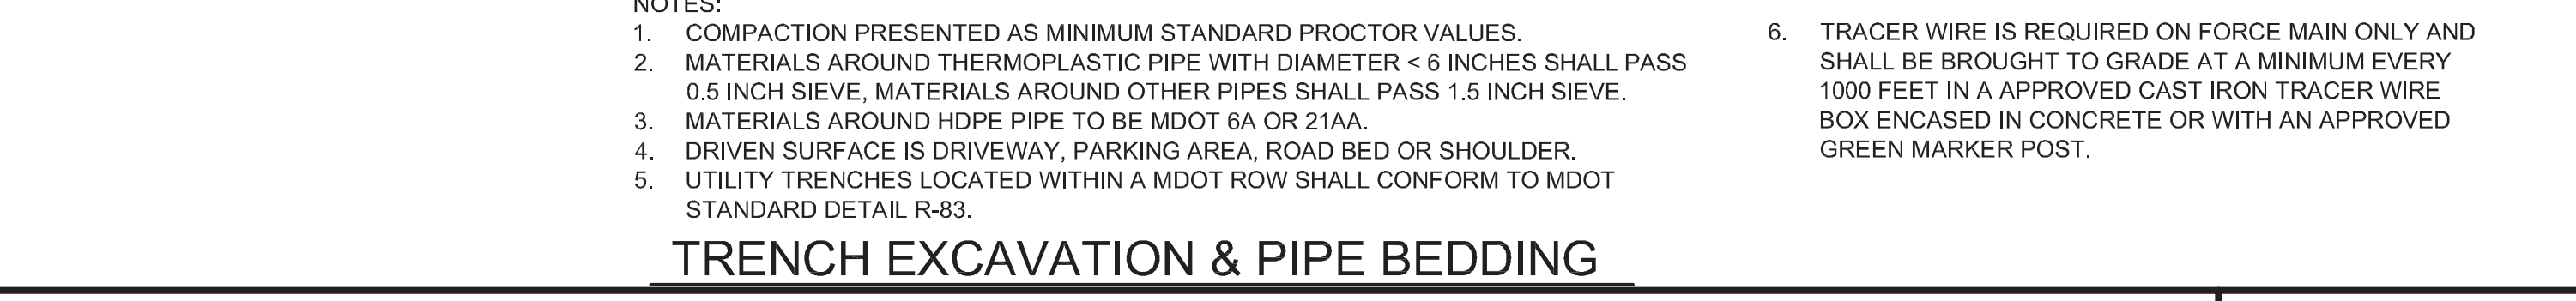 NOTES:
1. COMPACTION PRESENTED AS MINIMUM STANDARD PROCTOR VALUES.
2. MATERIALS AROUND THERMOPLASTIC PIPE WITH DIAMETER < 6 INCHES SHALL PASS
0.5 INCH SIEVE, MATERIALS AROUND OTHER PIPES SHALL PASS 1.5 INCH SIEVE.
3. MATERIALS AROUND HDPE PIPE TO BE MDOT 6A OR 21AA.
4. DRIVEN SURFACE IS DRIVEWAY, PARKING AREA, ROAD BED OR SHOULDER.
5. UTILITY TRENCHES LOCATED WITHIN A MDOT ROW SHALL CONFORM TO MDOT
STANDARD DETAIL R-83.
6. TRACER WIRE IS REQUIRED ON FORCE MAIN ONLY AND
SHALL BE BROUGHT TO GRADE AT A MINIMUM EVERY
1000 FEET IN A APPROVED CAST IRON TRACER WIRE
BOX ENCASED IN CONCRETE OR WITH AN APPROVED
GREEN MARKER POST.
TRENCH EXCAVATION & PIPE BEDDING